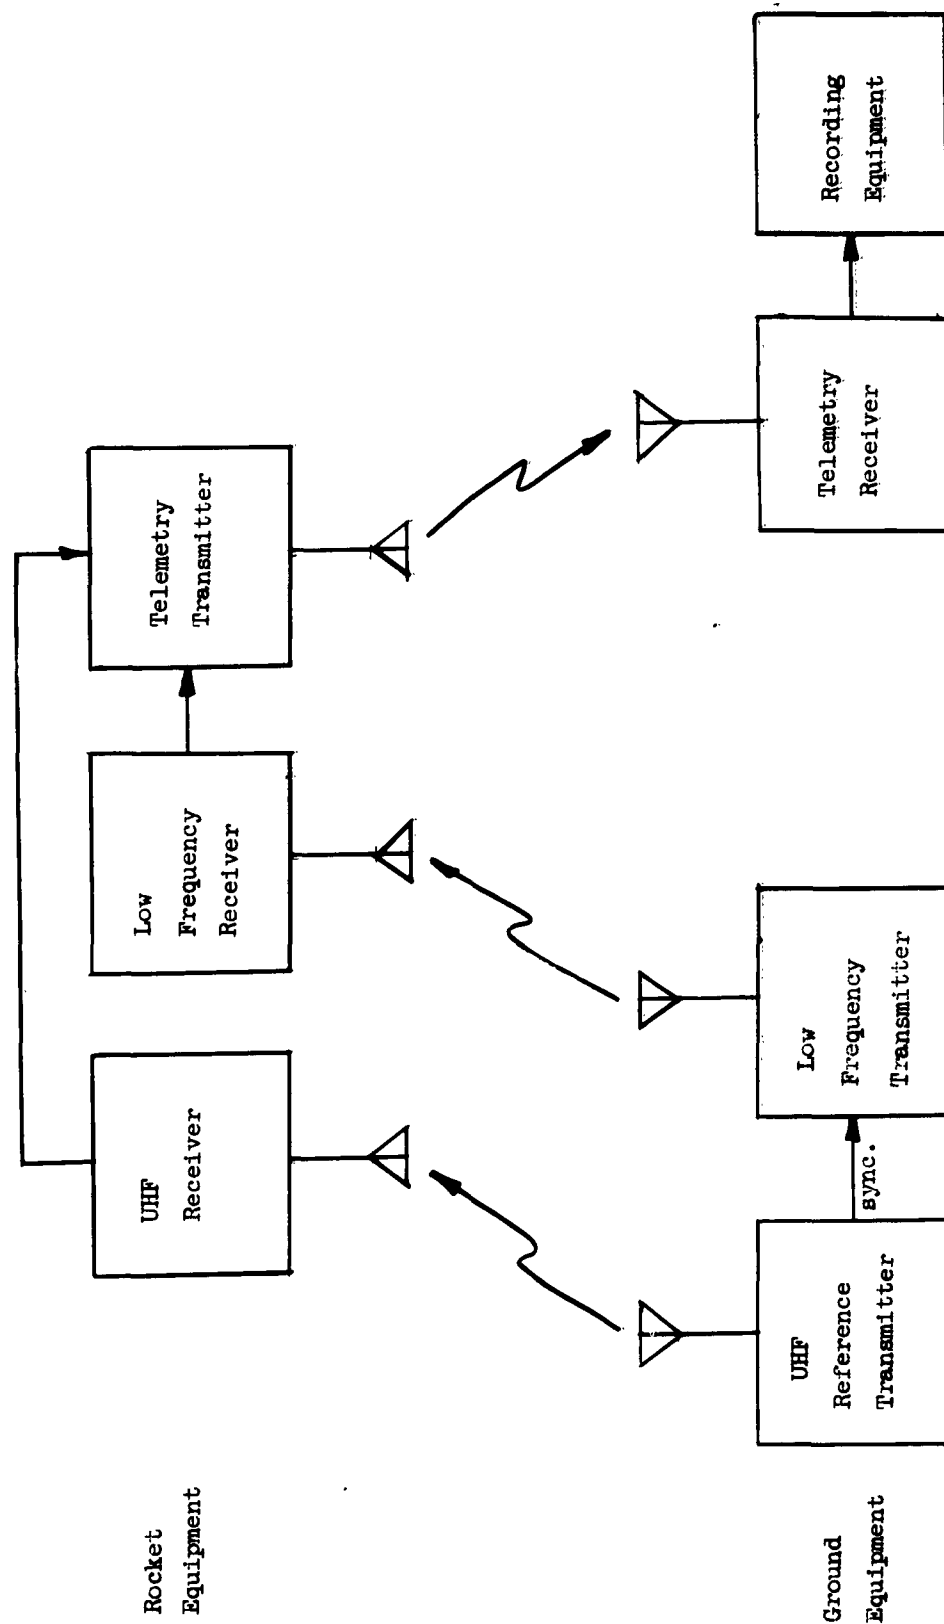 Rocket
Equipment
UHF
Receiver
Low
Frequency
Receiver
Telemetry
Transmitter
Ground
Equipment
UHF
Reference
Transmitter
sync.
Low
Frequency
Transmitter
Telemetry
Receiver
Recording
Equipment